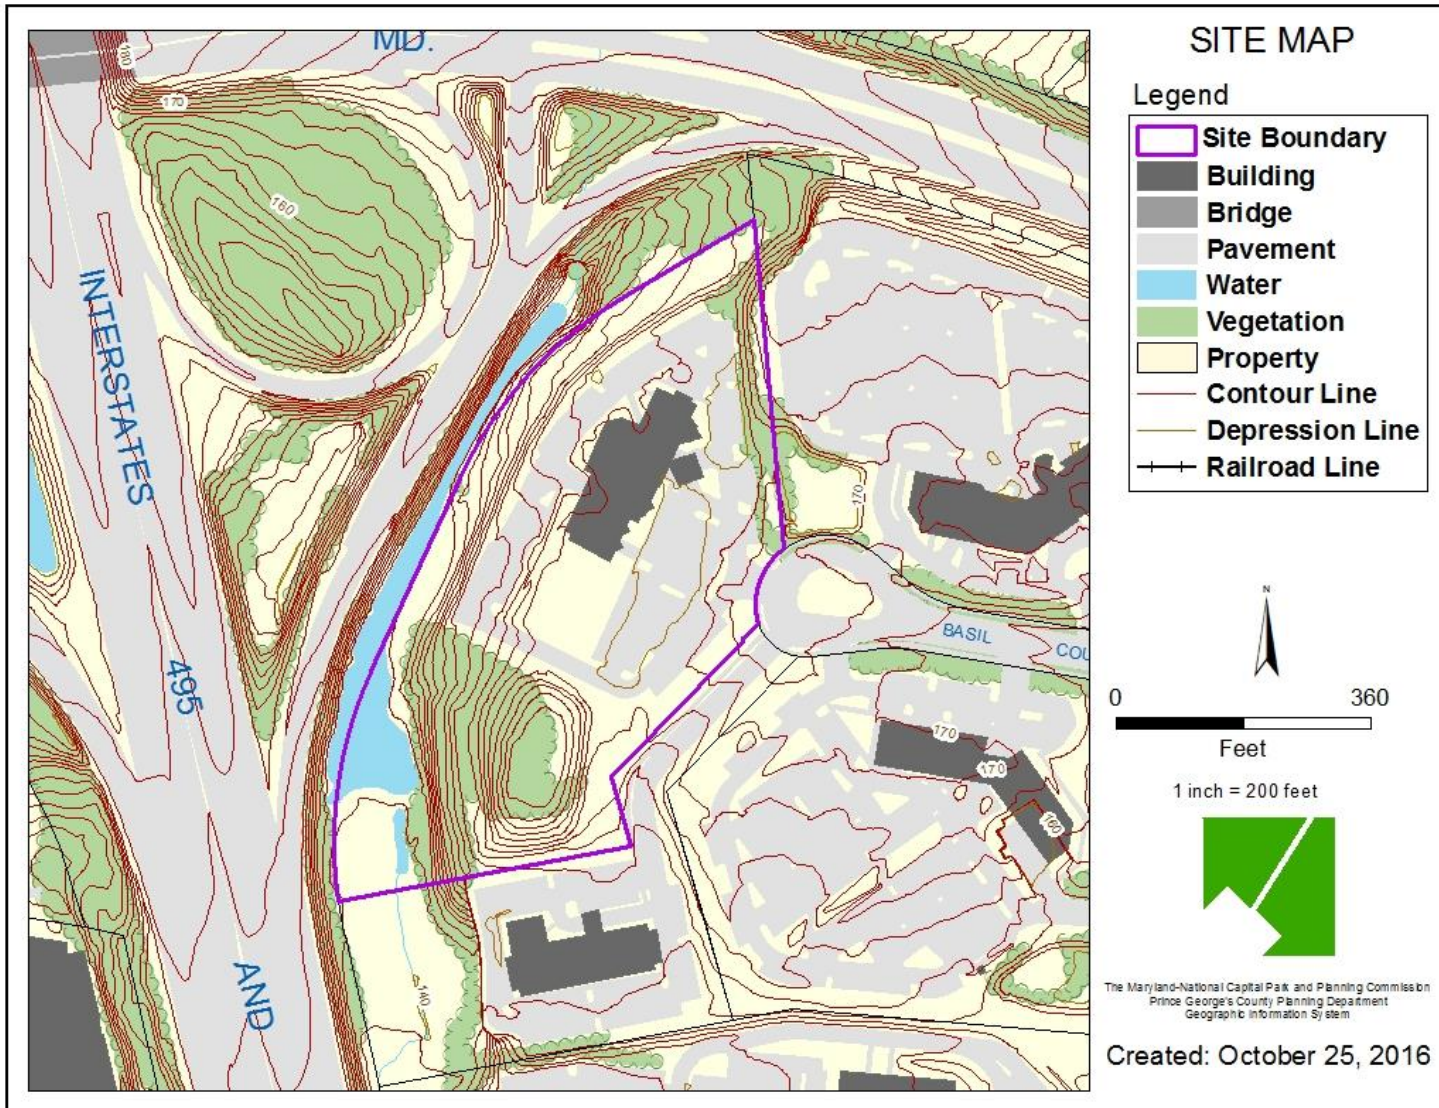 SITE MAP
Legend
Site Boundary
Building
Bridge
Pavement
Water
Vegetation
Property
Contour Line
Depression Line
Railroad Line
N
0 360
Feet
1 inch = 200 feet
The Maryland-National Capital Park and Planning Commission
Prince George's County Planning Department
Geographic Information System
Created: October 25, 2016
MD.
180
170
160
INTERSTATES
495
AND
170
BASIL
COU
170
170
160
140